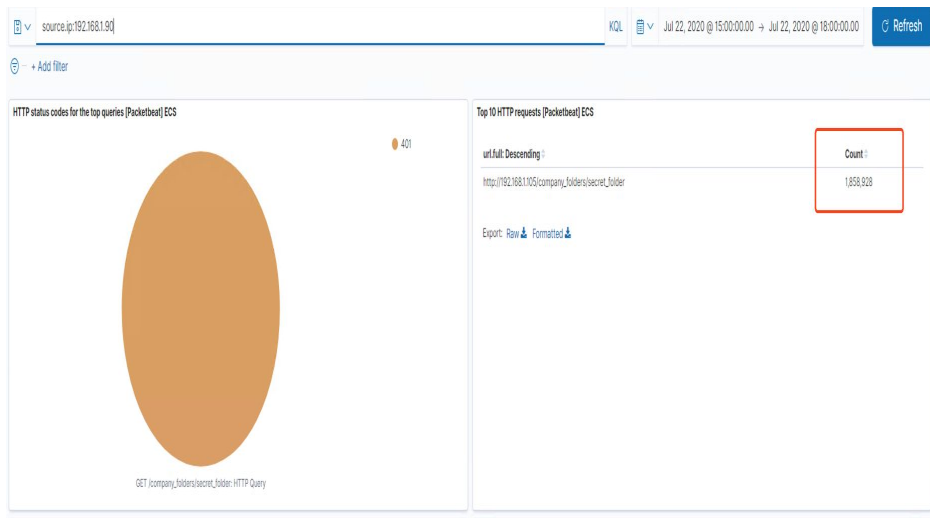 source.ip:192.168.1.90
KQL
Jul 22, 2020 @ 15:00:00.00 → Jul 22, 2020 @ 18:00:00.00
Refresh
+ Add filter
HTTP status codes for the top queries [Packetbeat] ECS
401
GET /company_folders/secret_folder: HTTP Query
Top 10 HTTP requests [Packetbeat] ECS
url.full: Descending
Count
http://192.168.1.105/company_folders/secret_folder
1,858,928
Export: Raw Formatted